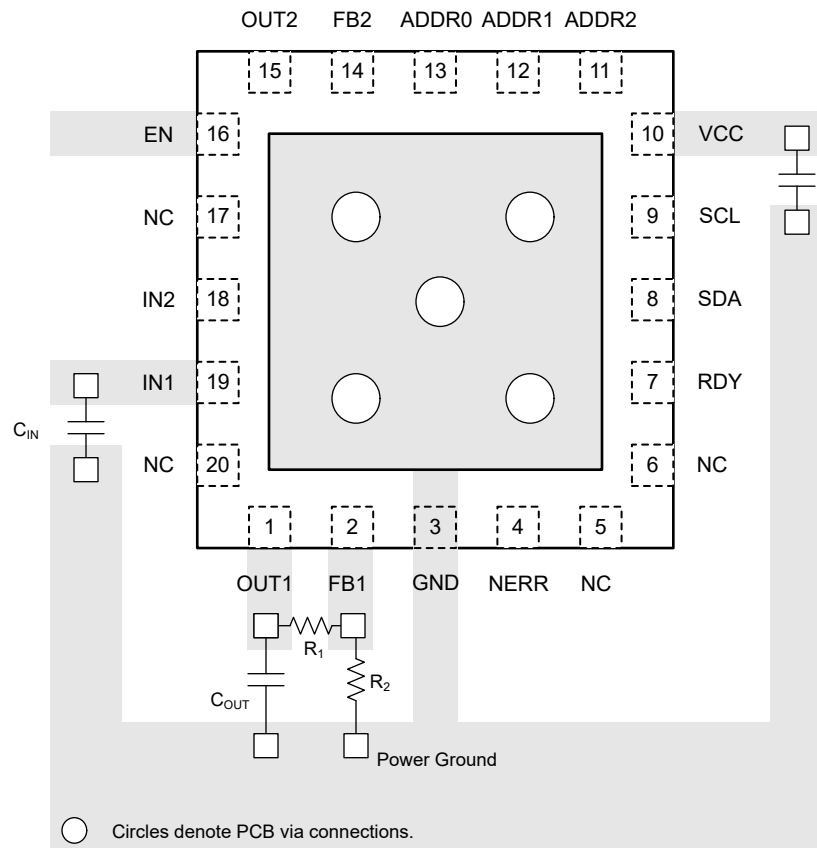 OUT2 FB2 ADDR0 ADDR1 ADDR2
15 14 13 12 11
EN 16 10 VCC
NC 17 9 SCL
IN2 18 8 SDA
IN1 19 7 RDY
CIN
NC 20 6 NC
1 2 3 4 5
OUT1 FB1 GND NERR NC
R1
R2
COUT
Power Ground
Circles denote PCB via connections.